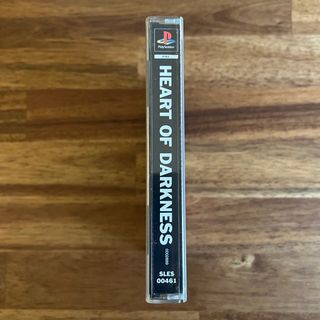 PlayStation
HEART OF DARKNESS
SLES
00461